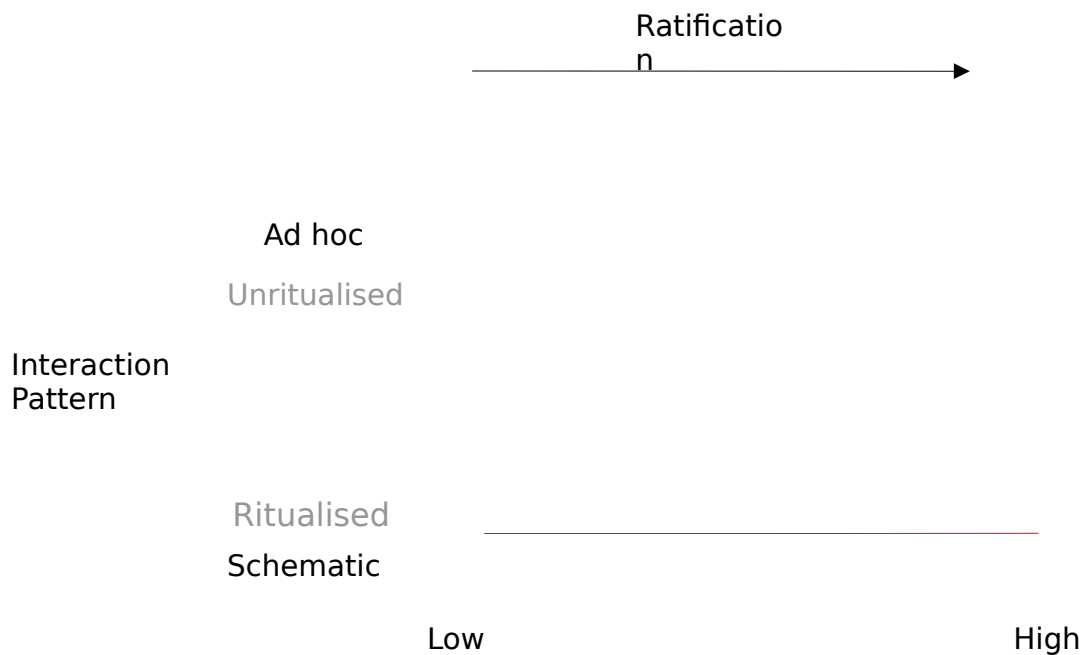 Ratificatio
n
Ad hoc
Unritualised
Interaction
Pattern
Ritualised
Schematic
Low
High